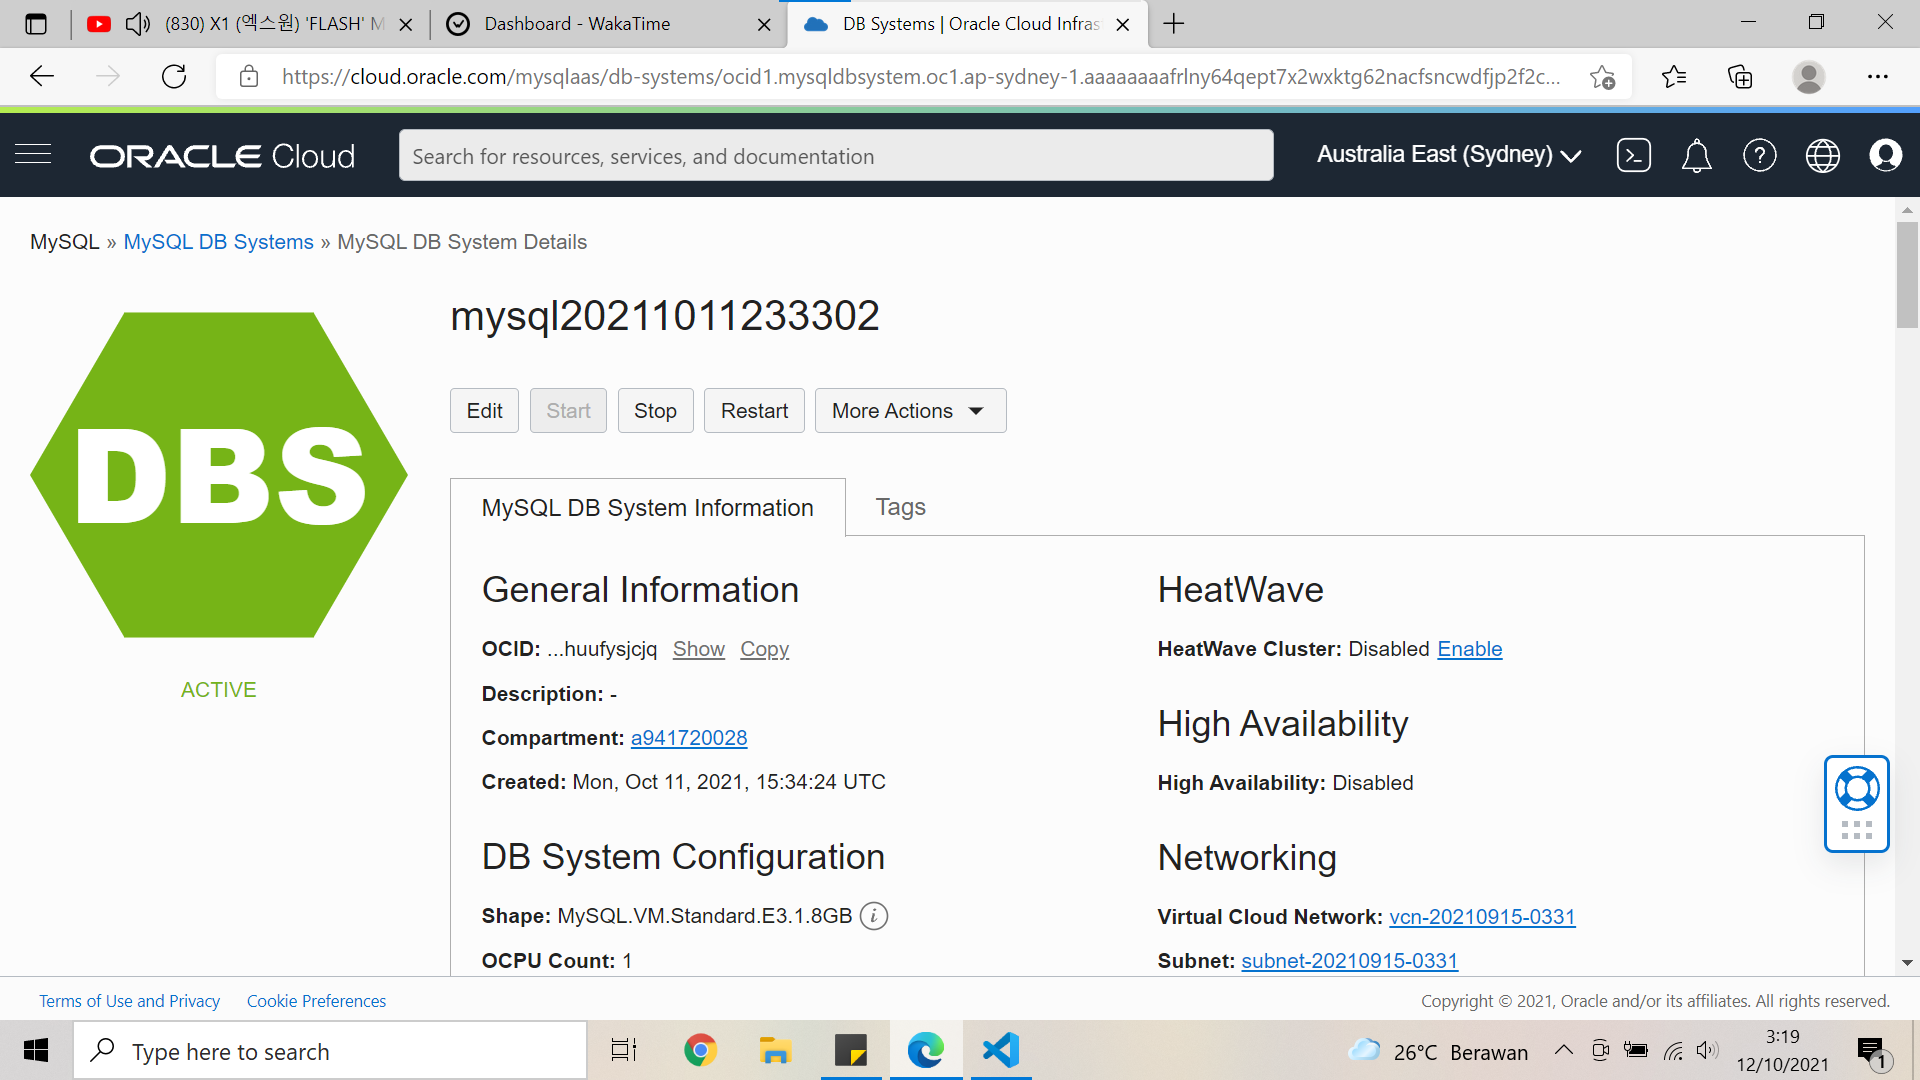 (830) X1 (엑스원) 'FLASH' M
Dashboard - WakaTime
DB Systems | Oracle Cloud Infras
https://cloud.oracle.com/mysqlaas/db-systems/ocid1.mysqldbsystem.oc1.ap-sydney-1.aaaaaaaafrlny64qept7x2wxktg62nacfsncwdfjp2f2c...
ORACLE Cloud
Search for resources, services, and documentation
Australia East (Sydney)
MySQL » MySQL DB Systems » MySQL DB System Details
mysql20211011233302
Edit
Start
Stop
Restart
More Actions
DBS
ACTIVE
MySQL DB System Information
Tags
General Information
OCID: ...huufysjcjq Show Copy
Description: -
Compartment: a941720028
Created: Mon, Oct 11, 2021, 15:34:24 UTC
DB System Configuration
Shape: MySQL.VM.Standard.E3.1.8GB
OCPU Count: 1
HeatWave
HeatWave Cluster: Disabled Enable
High Availability
High Availability: Disabled
Networking
Virtual Cloud Network: vcn-20210915-0331
Subnet: subnet-20210915-0331
Terms of Use and Privacy
Cookie Preferences
Copyright © 2021, Oracle and/or its affiliates. All rights reserved.
Type here to search
26°C Berawan
3:19
12/10/2021
1